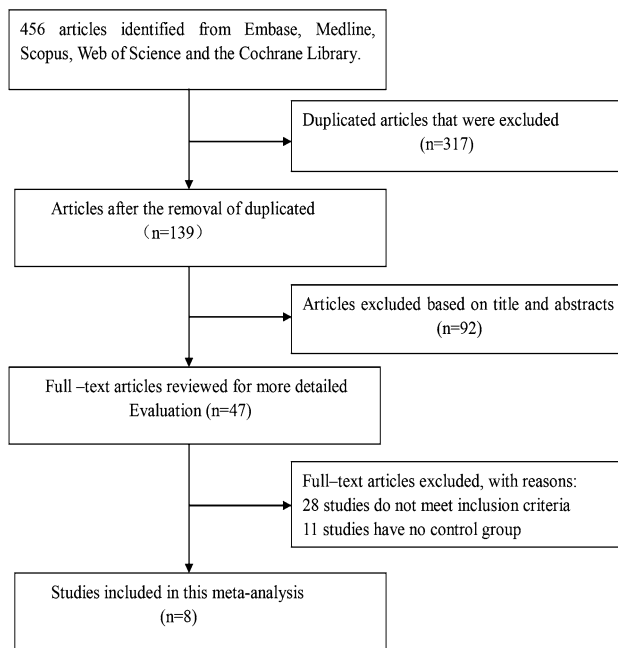 456 articles identified from Embase, Medline,
Scopus, Web of Science and the Cochrane Library.
Duplicated articles that were excluded
(n=317)
Articles after the removal of duplicated
（n=139）
Articles excluded based on title and abstracts
(n=92)
Full –text articles reviewed for more detailed
Evaluation (n=47)
Full–text articles excluded, with reasons:
28 studies do not meet inclusion criteria
11 studies have no control group
Studies included in this meta-analysis
(n=8)